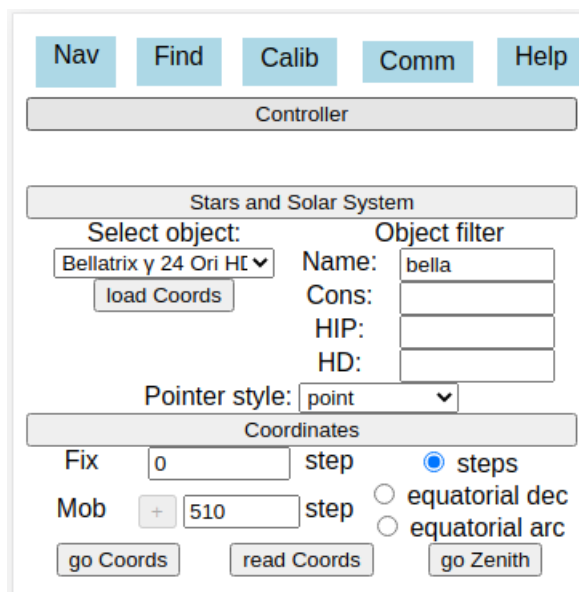 Nav Find Calib Comm Help
Controller
Stars and Solar System
Select object: Object filter
Bellatrix γ 24 Ori HD Name: bella
load Coords Cons:
HIP:
HD:
Pointer style: point
Coordinates
Fix 0 step steps
Mob + 510 step equatorial dec
equatorial arc
go Coords read Coords go Zenith